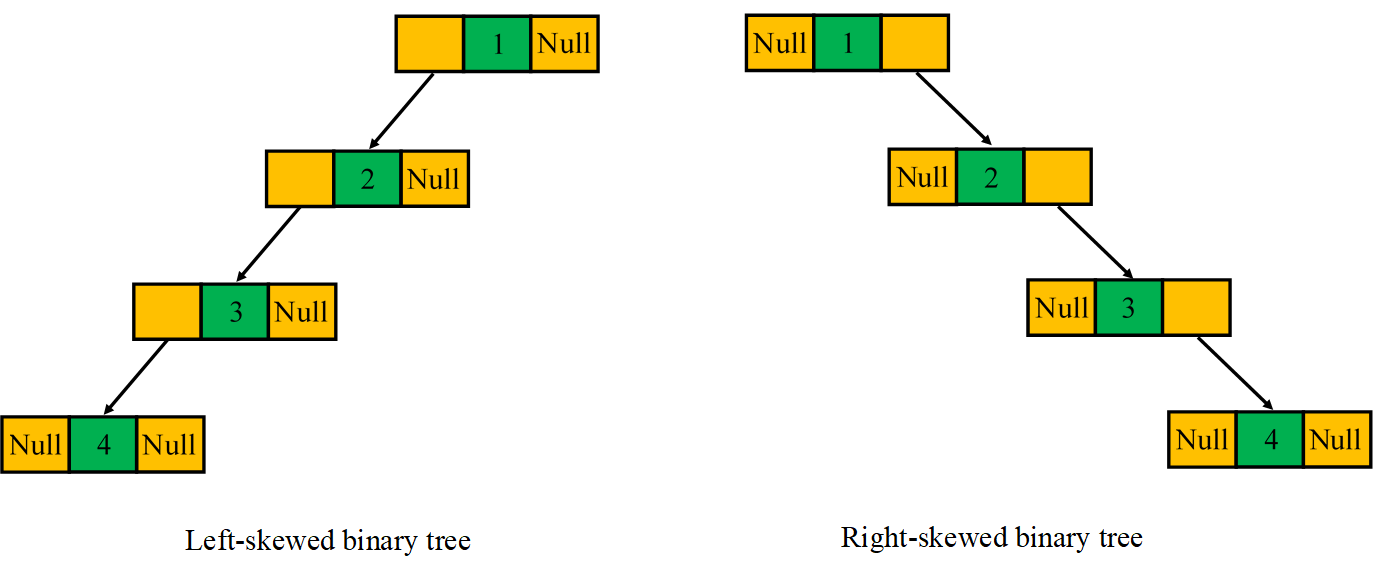 1 Null
2 Null
3 Null
Null 4 Null
Left-skewed binary tree
Null 1
Null 2
Null 3
Null 4 Null
Right-skewed binary tree